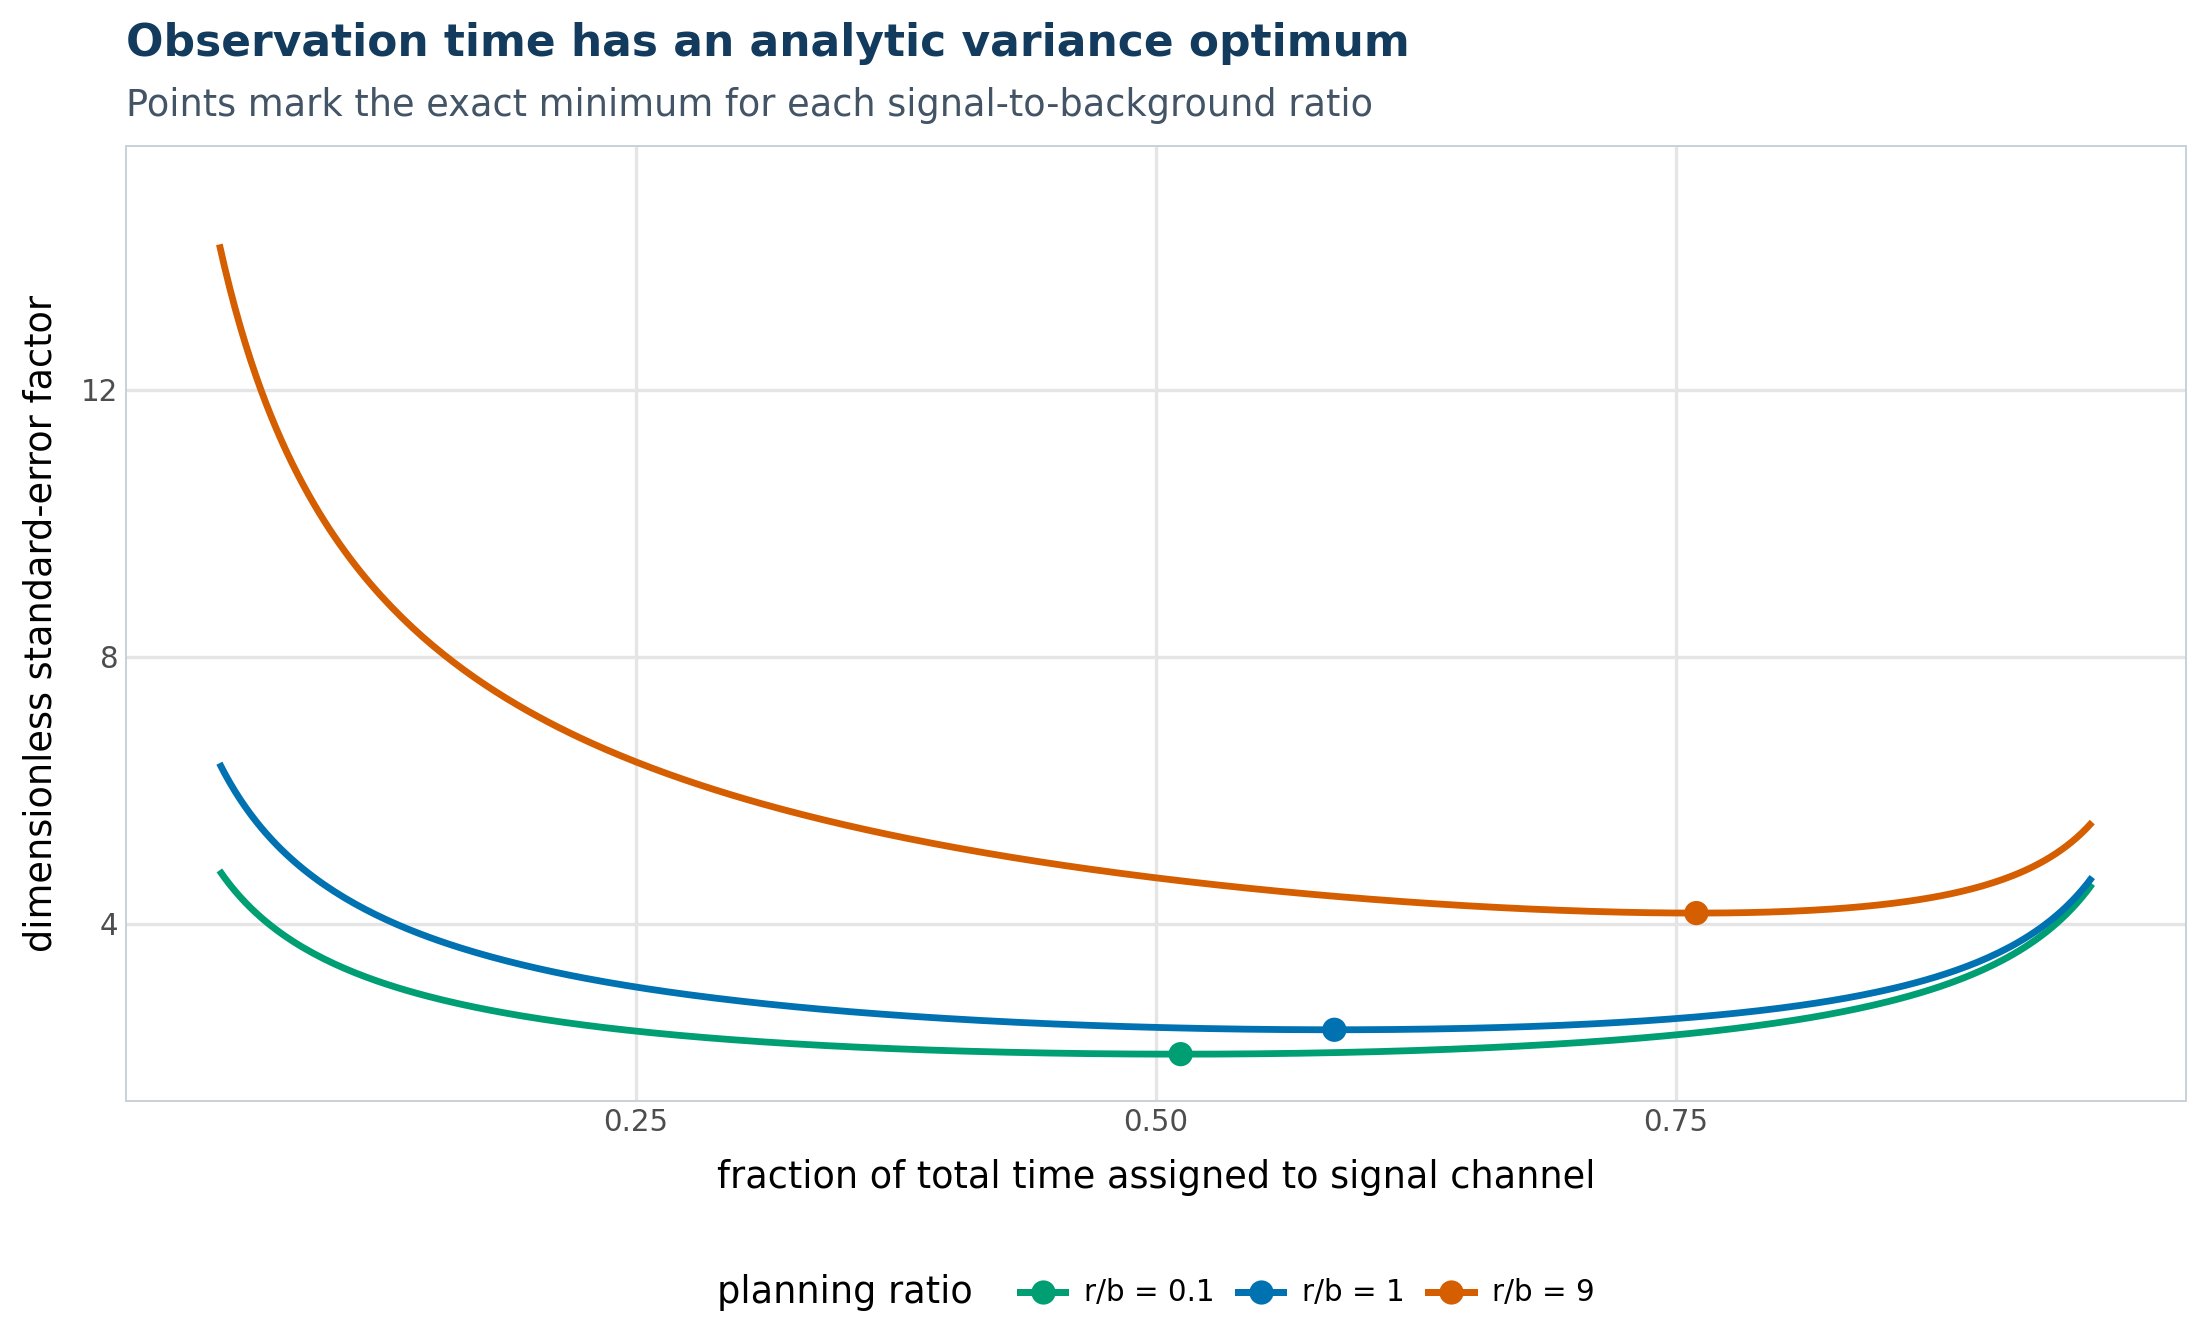 Observation time has an analytic variance optimum
Points mark the exact minimum for each signal-to-background ratio
dimensionless standard-error factor
12
8
4
0.25 0.50 0.75
fraction of total time assigned to signal channel
planning ratio r/b = 0.1 r/b = 1 r/b = 9